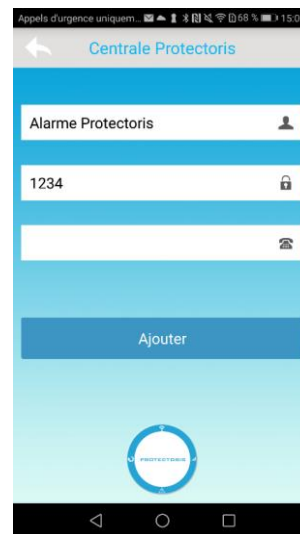 Appels d'urgence uniquem... 68 % 15:0
Centrale Protectoris
Alarme Protectoris
1234
Ajouter
PROTECTORIS